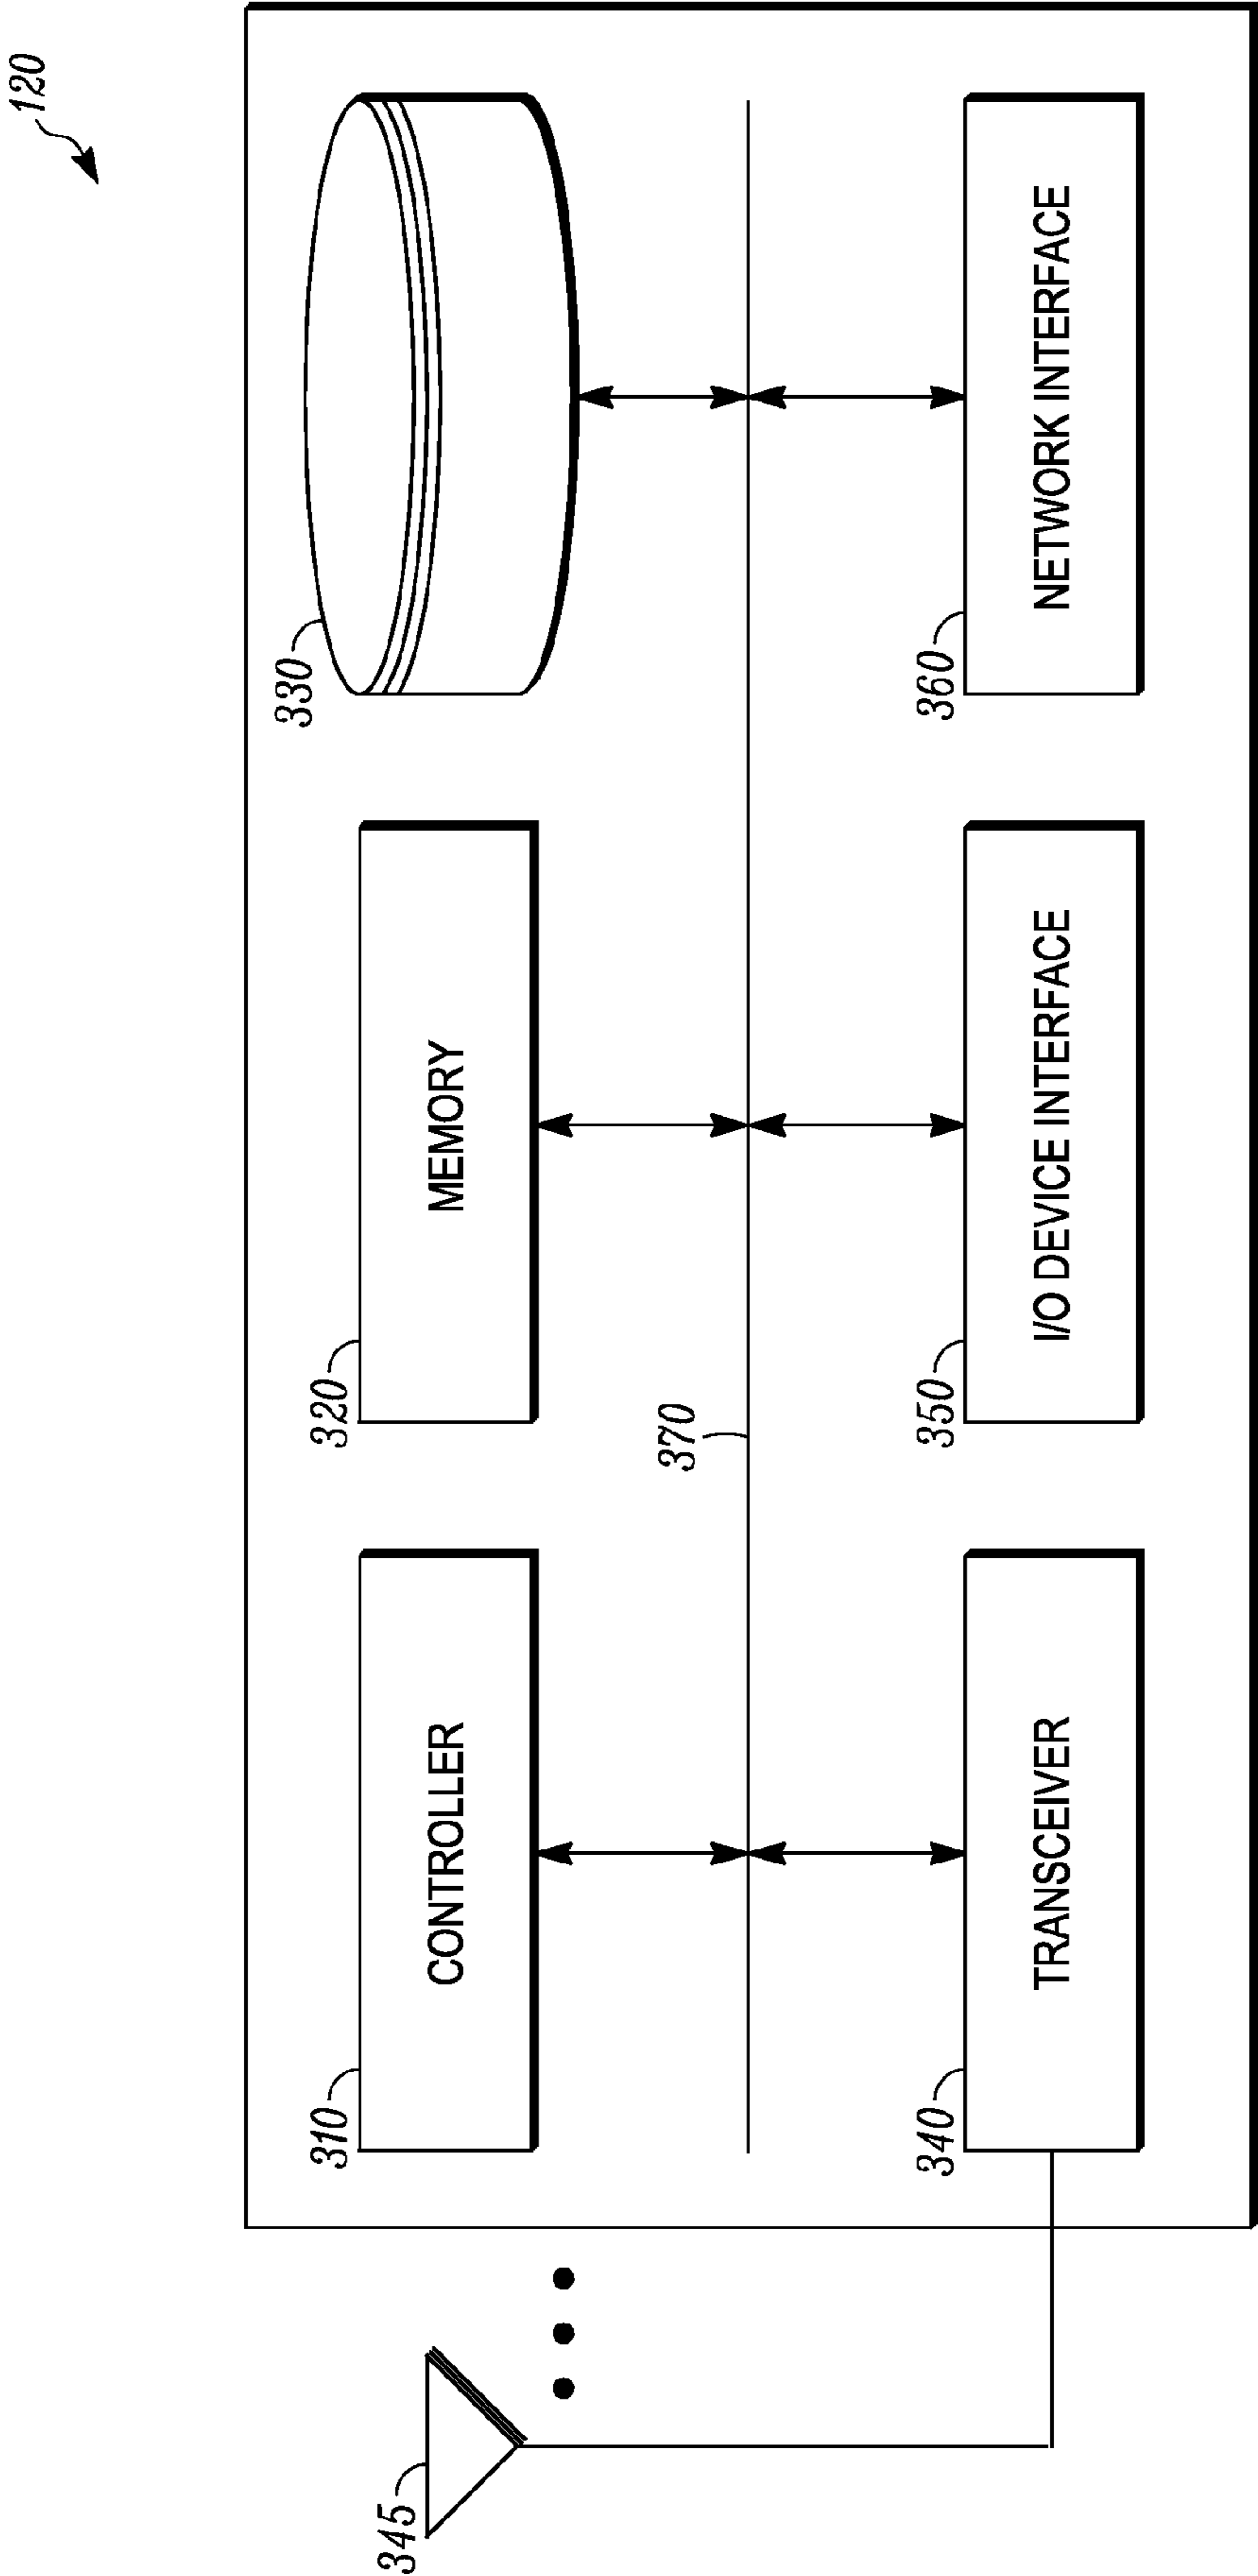 120
310
CONTROLLER
320
MEMORY
330
370
345
340
TRANSCEIVER
350
I/O DEVICE INTERFACE
360
NETWORK INTERFACE